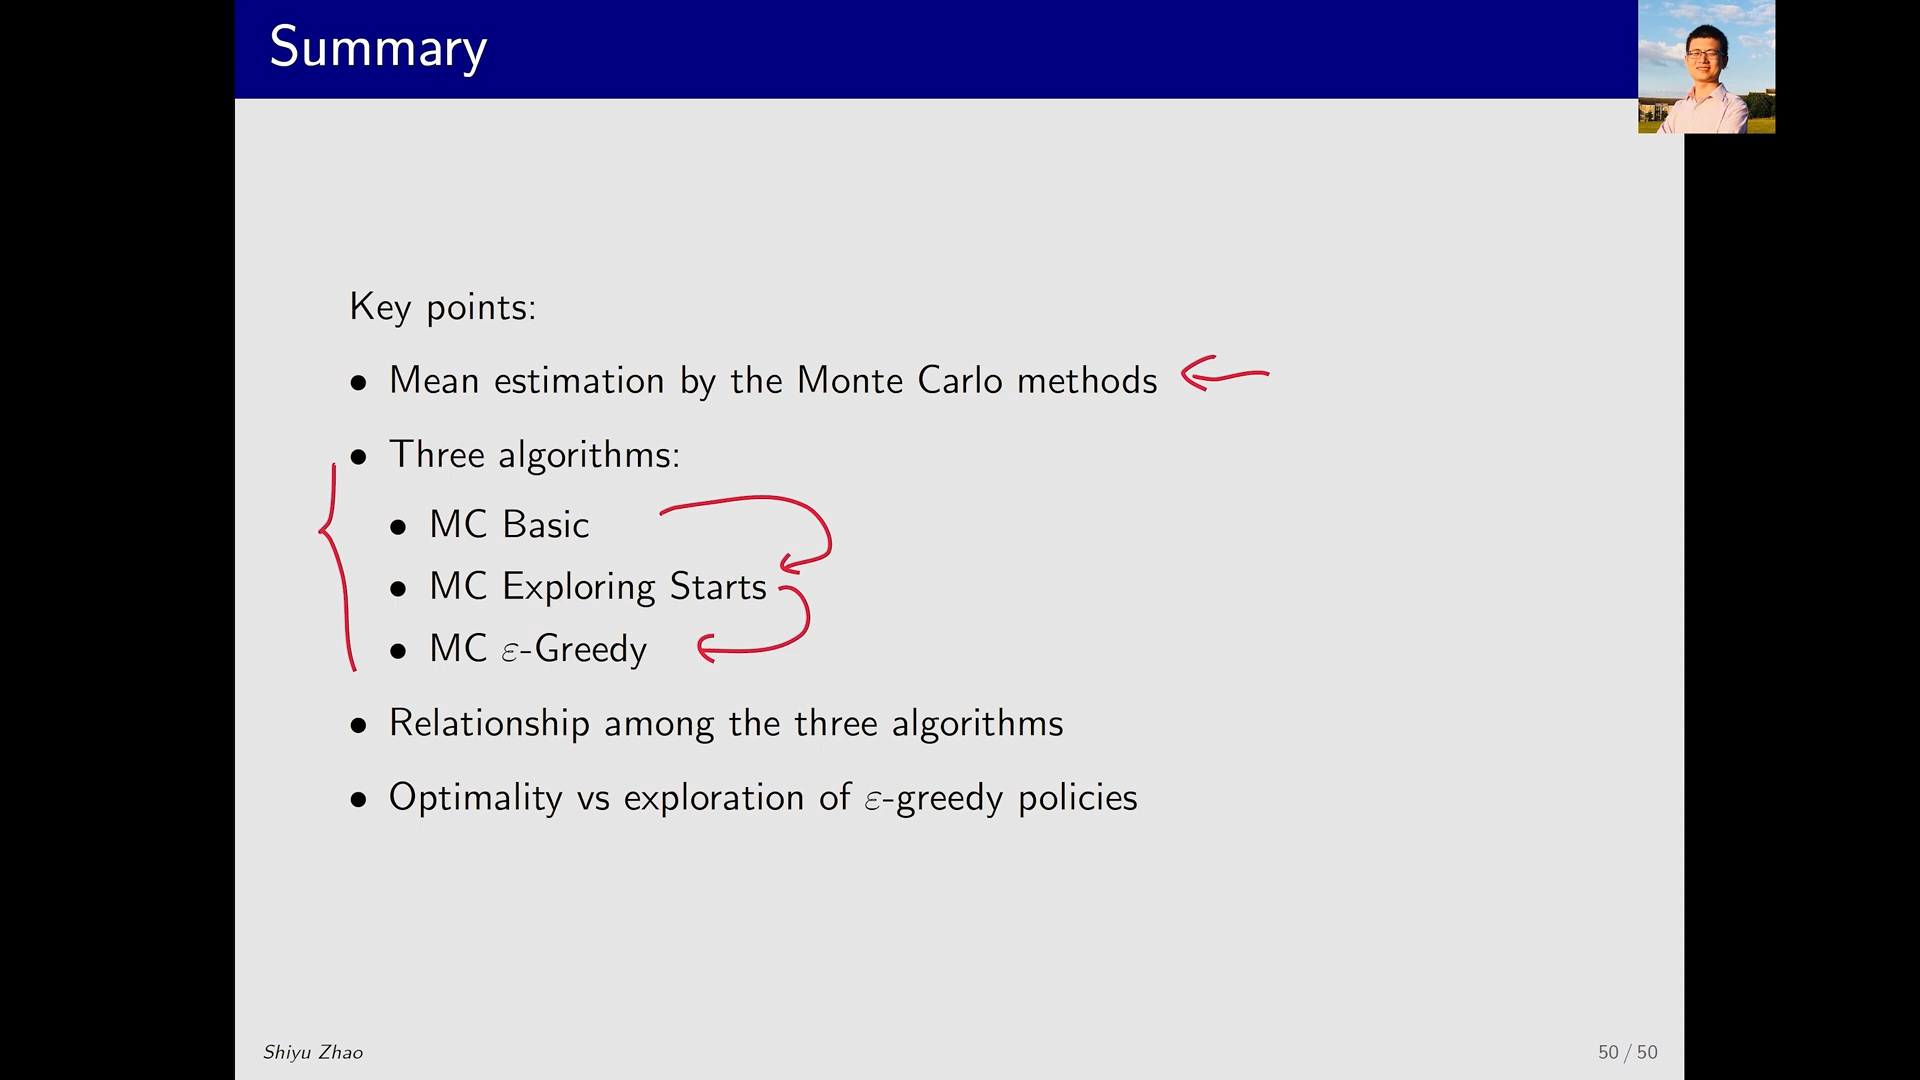 Summary
Key points:
• Mean estimation by the Monte Carlo methods
• Three algorithms:
• MC Basic
• MC Exploring Starts
• MC ε-Greedy
• Relationship among the three algorithms
• Optimality vs exploration of ε-greedy policies
Shiyu Zhao
50 / 50